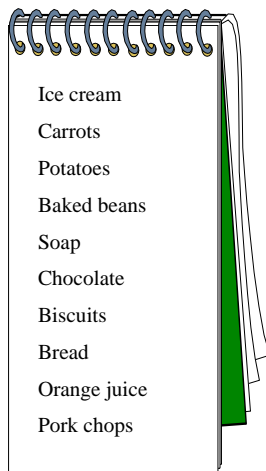 Ice cream
Carrots
Potatoes
Baked beans
Soap
Chocolate
Biscuits
Bread
Orange juice
Pork chops